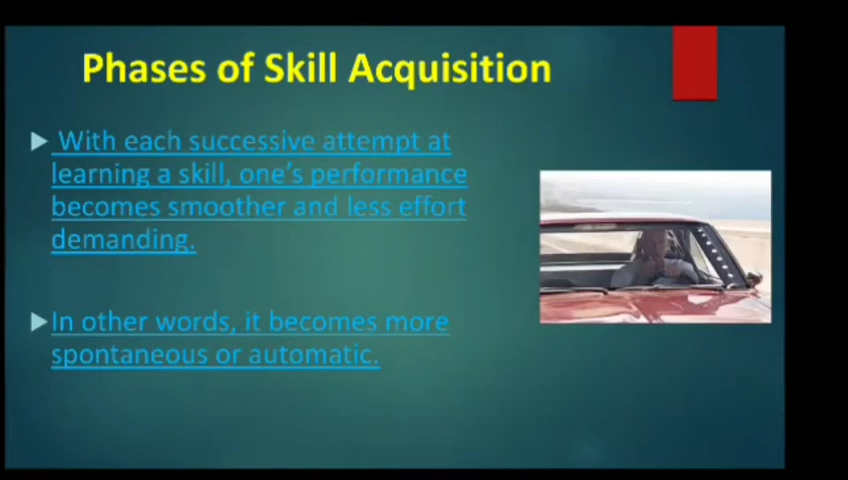 Phases of Skill Acquisition
With each successive attempt at
learning a skill, one's performance
becomes smoother and less effort
demanding.
In other words, it becomes more
spontaneous or automatic.